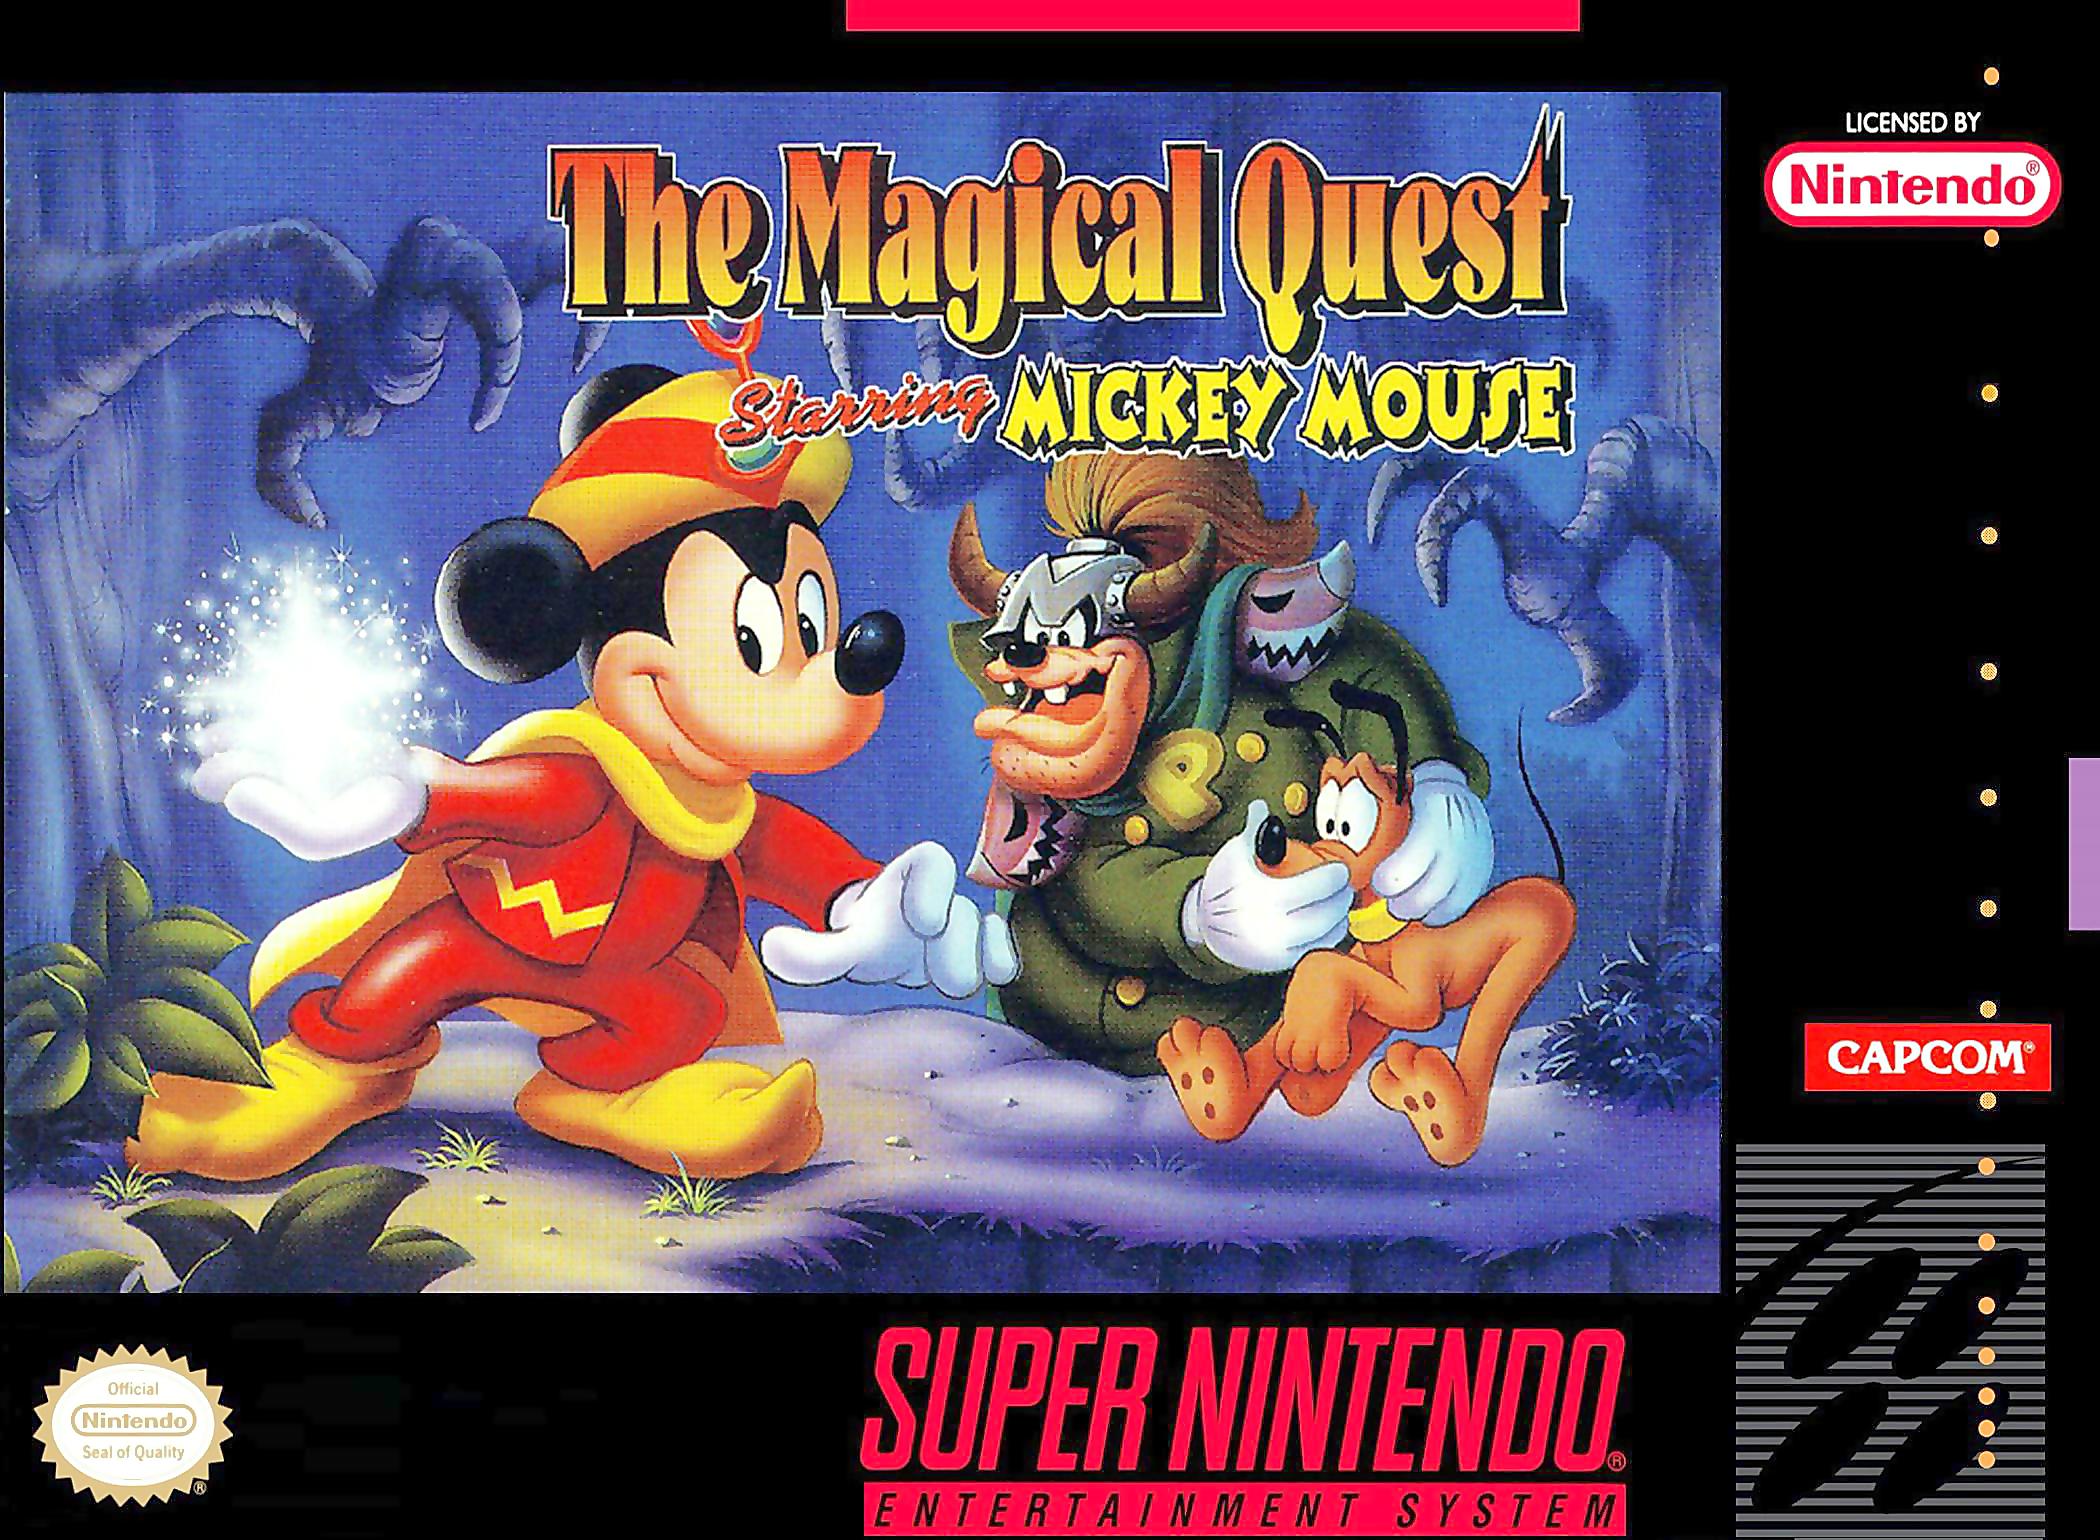 The Magical Quest
Starring MICKEY MOUSE
LICENSED BY
Nintendo®
P
CAPCOM®
Official
Nintendo
Seal of Quality
®
SUPER NINTENDO®
ENTERTAINMENT SYSTEM